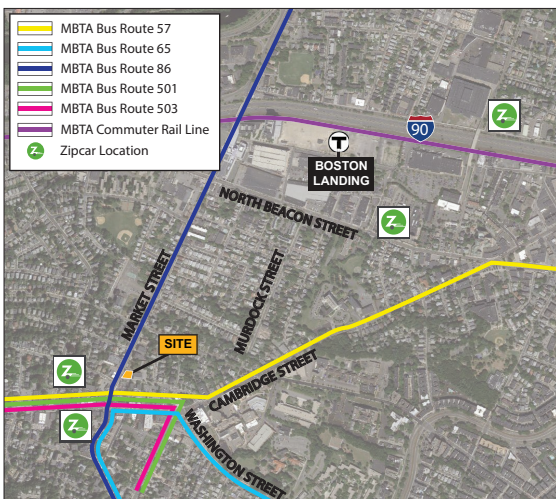 MBTA Bus Route 57
MBTA Bus Route 65
MBTA Bus Route 86
MBTA Bus Route 501
MBTA Bus Route 503
MBTA Commuter Rail Line
Z
Zipcar Location
Z
90
T
BOSTON
LANDING
NORTH BEACON STREET
Z
MARKET STREET
MURDOCK STREET
SITE
Z
CAMBRIDGE STREET
Z
WASHINGTON STREET